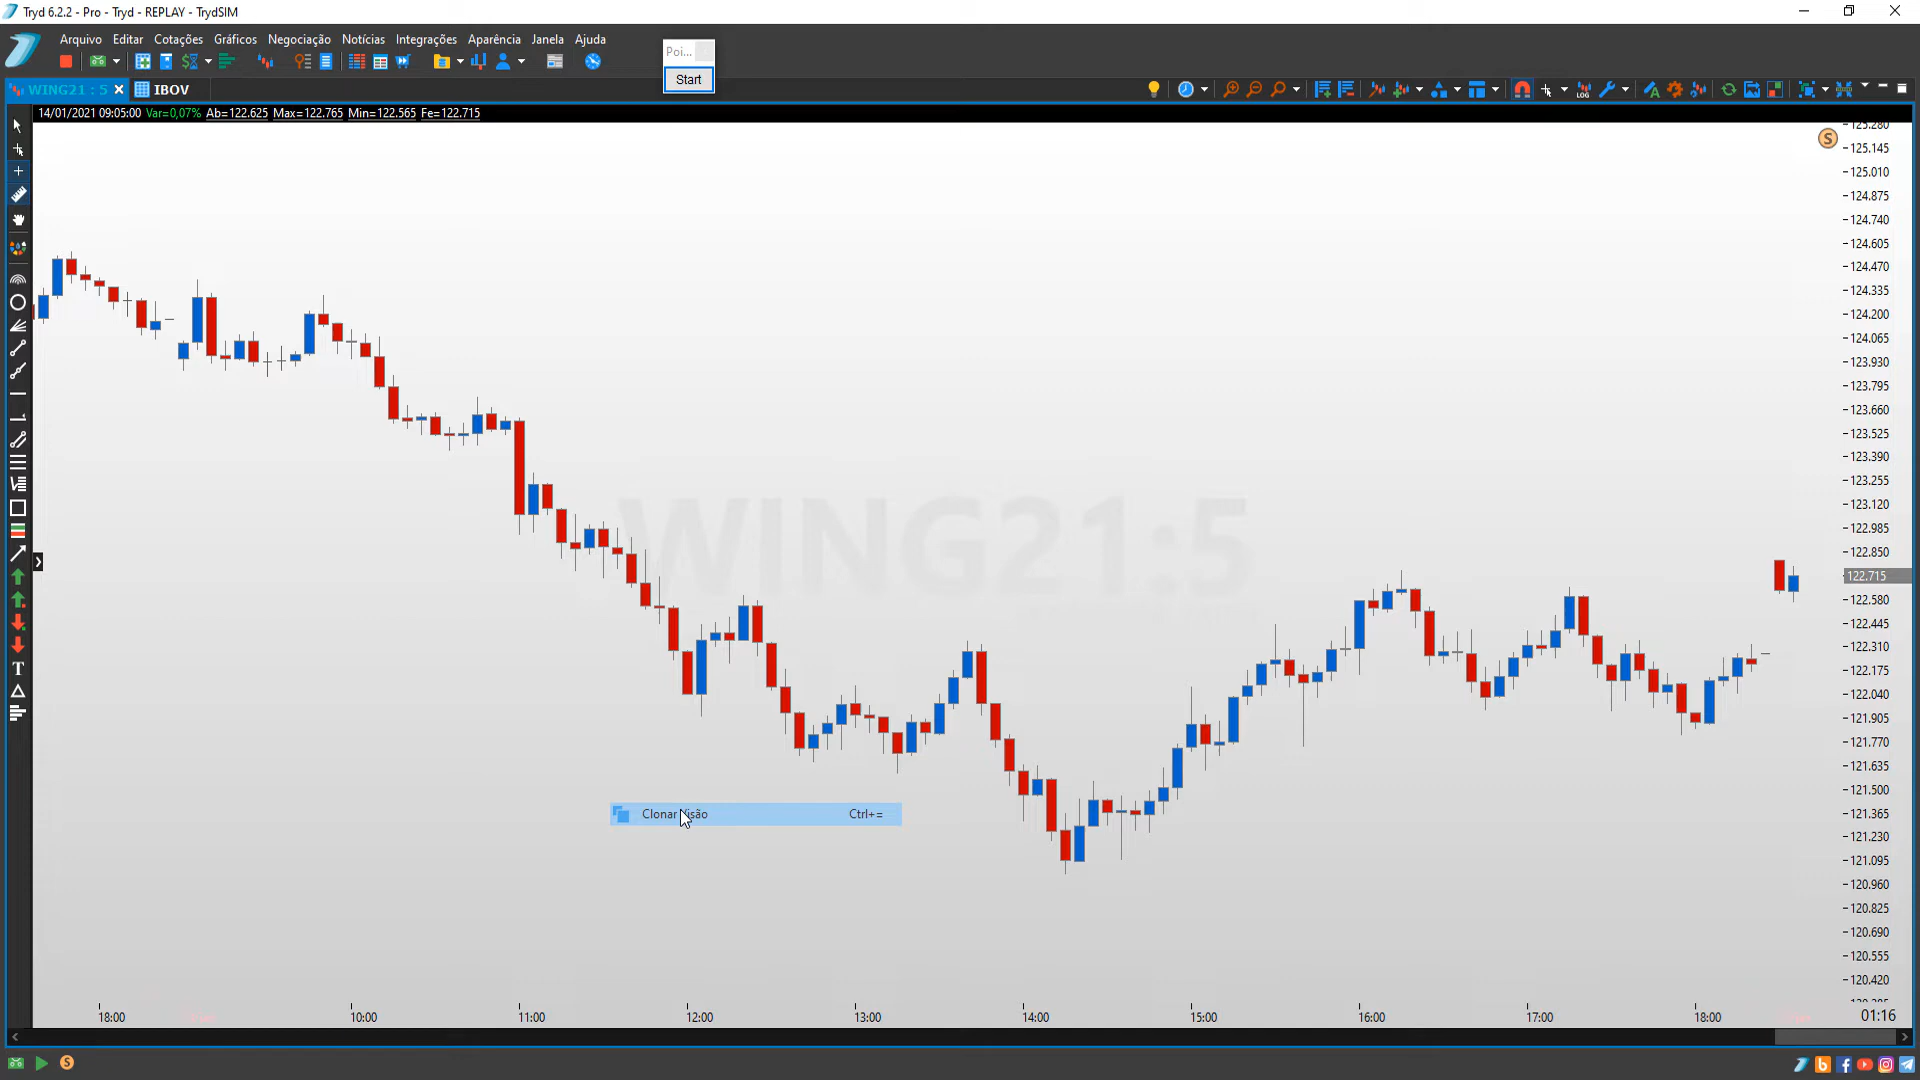 Tryd 6.2.2 - Pro - Tryd - REPLAY - TrydSIM
Arquivo Editar Cotações Gráficos Negociação Notícias Integrações Aparência Janela Ajuda
Poi...
Start
WING21 : 5
IBOV
LOG
14/01/2021 09:05:00 Var=0,07% Ab=122.625 Max=122.765 Min=122.565 Fe=122.715
S
125.280
125.145
125.010
124.875
124.740
124.605
124.470
124.335
124.200
124.065
123.930
123.795
123.660
123.525
123.390
123.255
123.120
122.985
122.850
122.715
122.580
122.445
122.310
122.175
122.040
121.905
121.770
121.635
121.500
121.365
121.230
121.095
120.960
120.825
120.690
120.555
120.420
WING21:5
T
Clonar Visão Ctrl+=
18:00 10:00 11:00 12:00 13:00 14:00 15:00 16:00 17:00 18:00 01:16